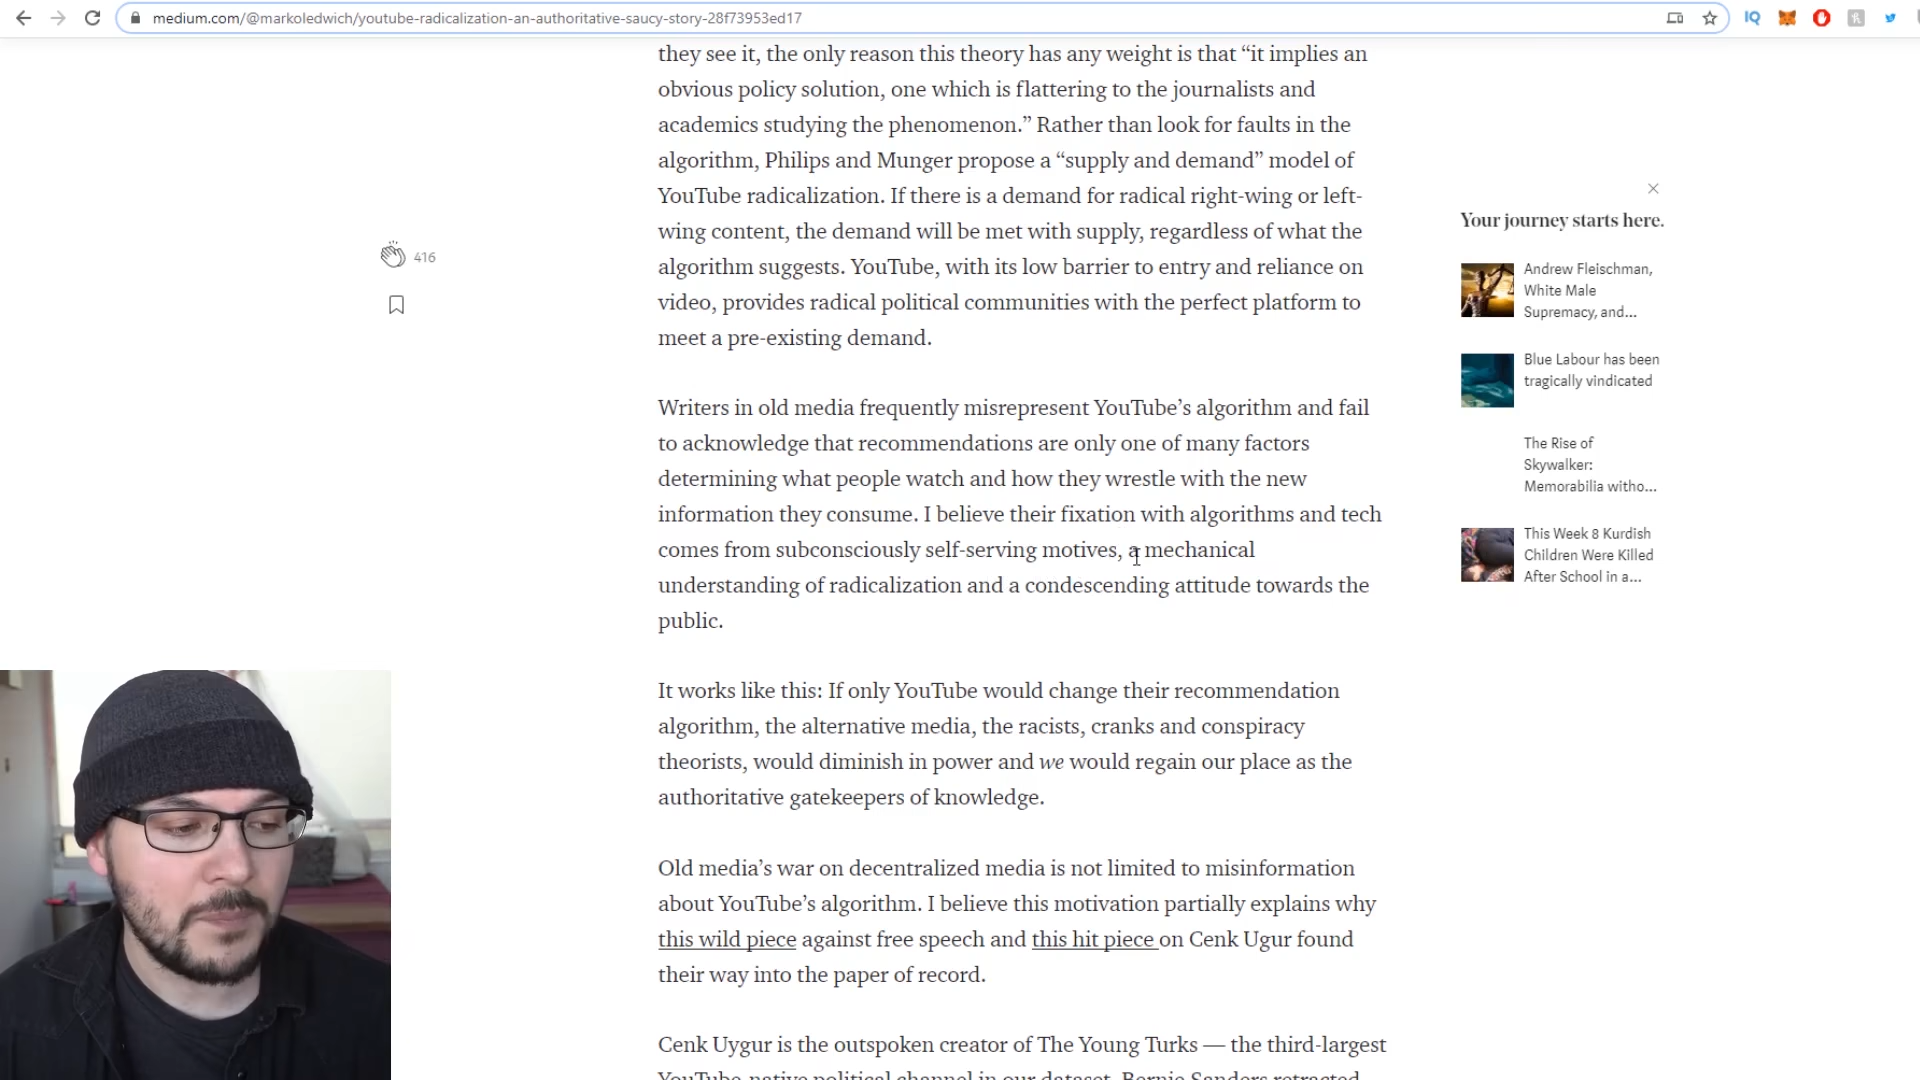 medium.com/@markoledwich/youtube-radicalization-an-authoritative-saucy-story-28f73953ed17
IQ
they see it, the only reason this theory has any weight is that “it implies an
obvious policy solution, one which is flattering to the journalists and
academics studying the phenomenon.” Rather than look for faults in the
algorithm, Philips and Munger propose a “supply and demand” model of
YouTube radicalization. If there is a demand for radical right-wing or left-
wing content, the demand will be met with supply, regardless of what the
algorithm suggests. YouTube, with its low barrier to entry and reliance on
video, provides radical political communities with the perfect platform to
meet a pre-existing demand.
416
Writers in old media frequently misrepresent YouTube’s algorithm and fail
to acknowledge that recommendations are only one of many factors
determining what people watch and how they wrestle with the new
information they consume. I believe their fixation with algorithms and tech
comes from subconsciously self-serving motives, a mechanical
understanding of radicalization and a condescending attitude towards the
public.
It works like this: If only YouTube would change their recommendation
algorithm, the alternative media, the racists, cranks and conspiracy
theorists, would diminish in power and we would regain our place as the
authoritative gatekeepers of knowledge.
Old media’s war on decentralized media is not limited to misinformation
about YouTube’s algorithm. I believe this motivation partially explains why
this wild piece against free speech and this hit piece on Cenk Ugur found
their way into the paper of record.
Cenk Uygur is the outspoken creator of The Young Turks — the third-largest
YouTube-native political channel in our dataset. Bernie Sanders retracted
Your journey starts here.
Andrew Fleischman,
White Male
Supremacy, and...
Blue Labour has been
tragically vindicated
The Rise of
Skywalker:
Memorabilia witho...
This Week 8 Kurdish
Children Were Killed
After School in a...